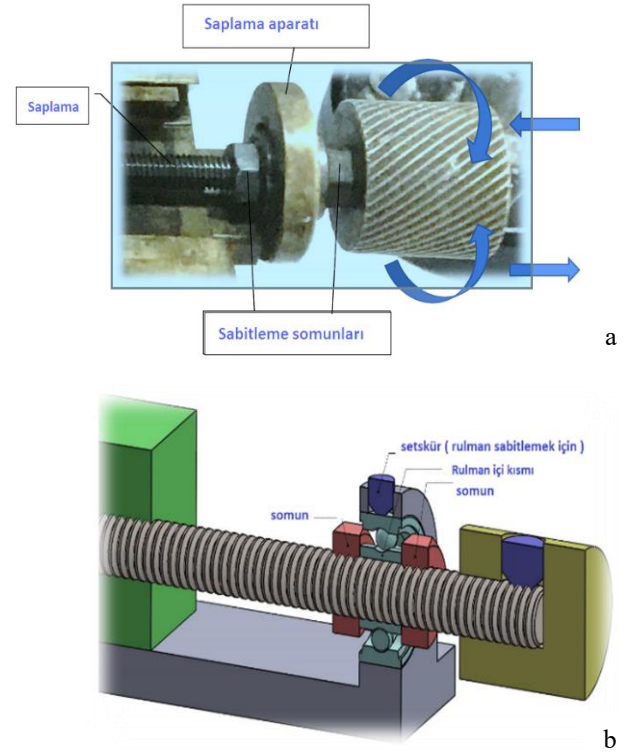 Saplama aparatı
Saplama
Sabitleme somunları
a
setskür ( rulman sabitlemek için )
Rulman içi kısmı
somun
somun
b